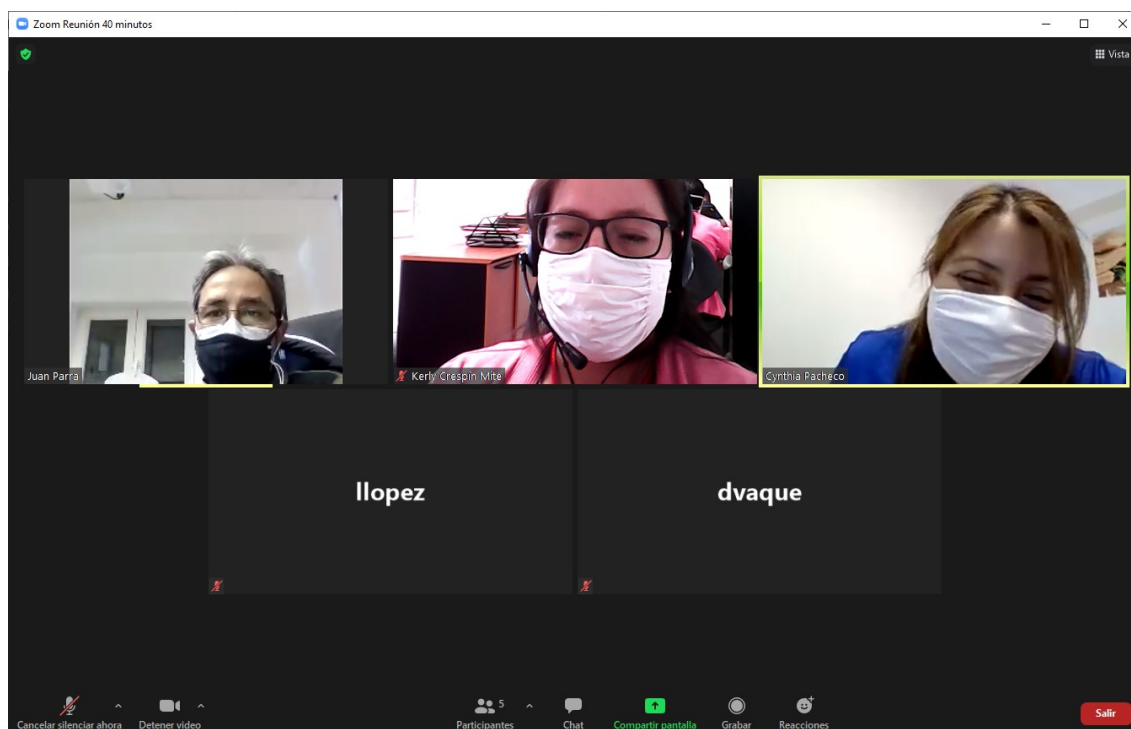 Zoom Reunión 40 minutos
Vista
Juan Parra
Kerly Crespin Mite
Cynthia Pacheco
llopez
dvaque
Cancelar silenciar ahora
Detener video
5
Participantes
Chat
Compartir pantalla
Grabar
Reacciones
Salir